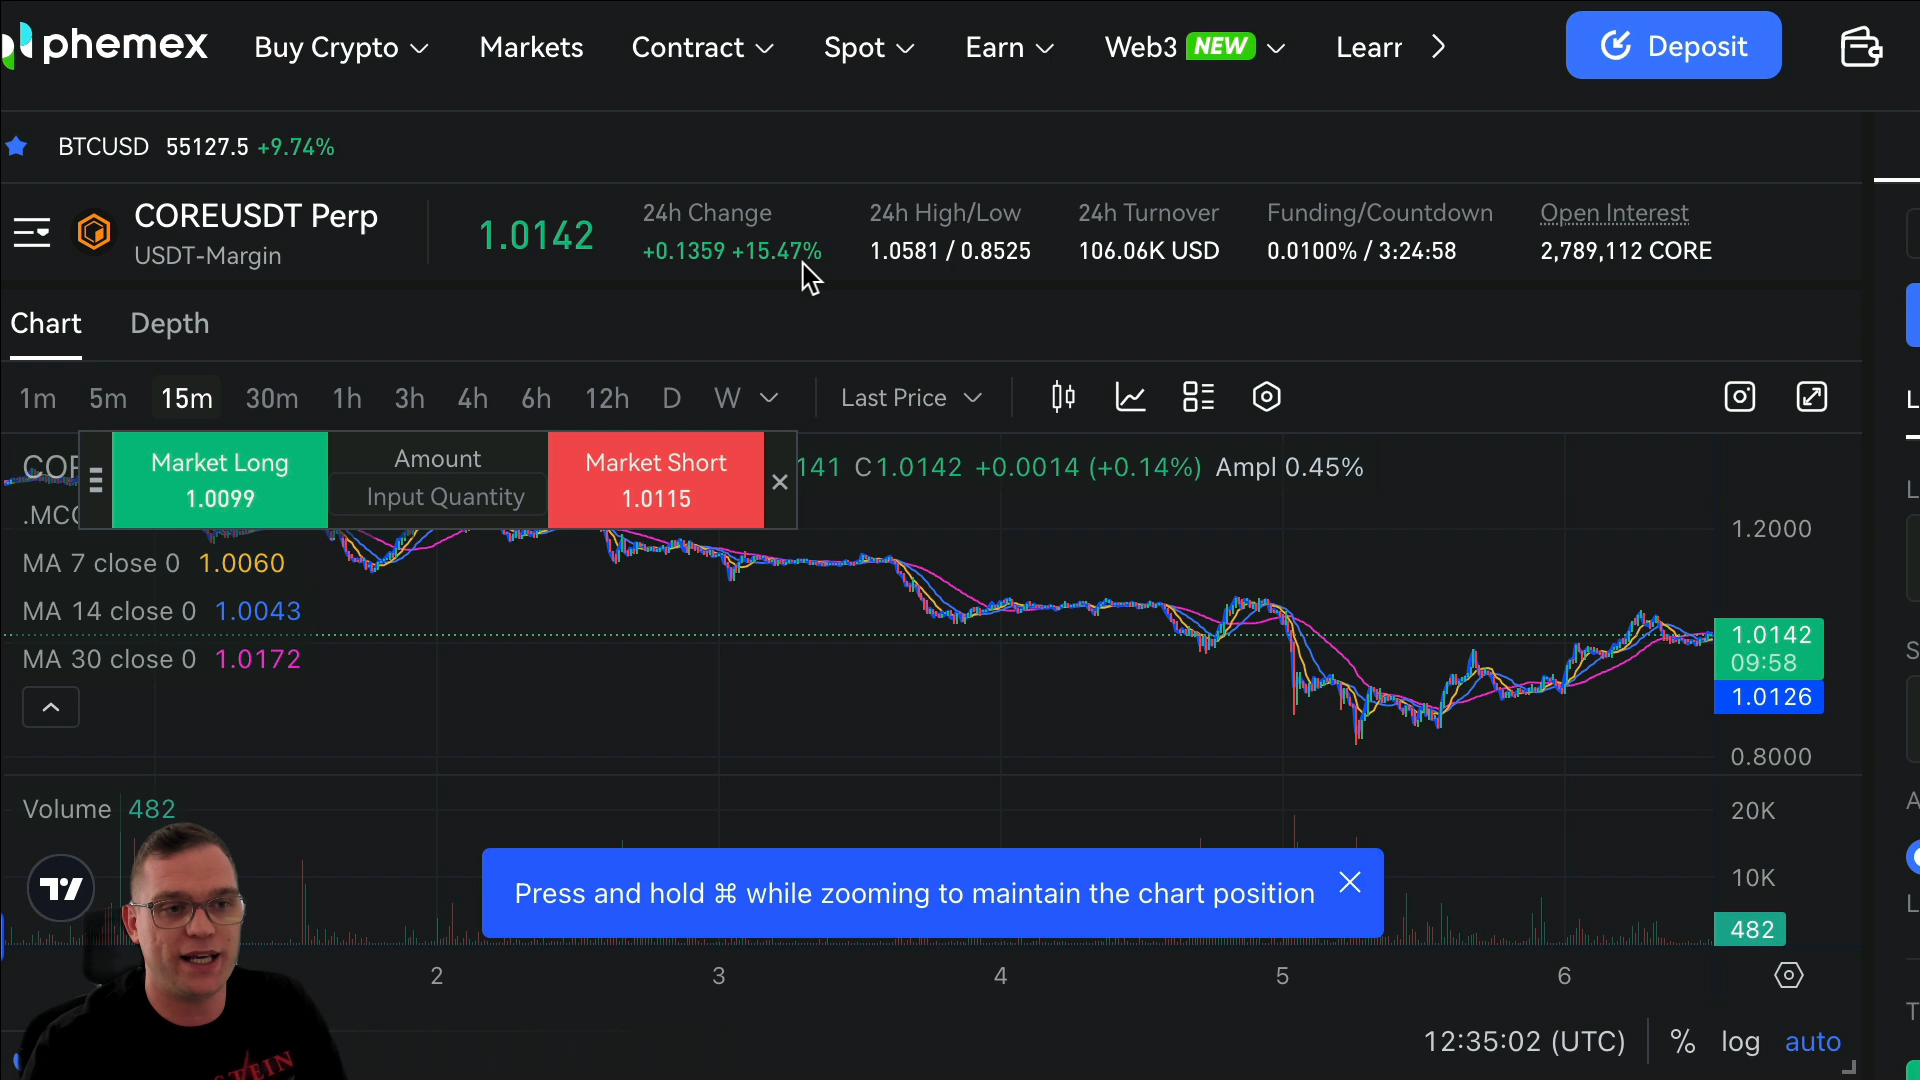 phemex Buy Crypto Markets Contract Spot Earn Web3 NEW Learn Deposit
BTCUSD 55127.5 +9.74%
COREUSDT Perp
USDT-Margin
1.0142
24h Change
+0.1359 +15.47%
24h High/Low
1.0581 / 0.8525
24h Turnover
106.06K USD
Funding/Countdown
0.0100% / 3:24:58
Open Interest
2,789,112 CORE
Chart Depth
1m 5m 15m 30m 1h 3h 4h 6h 12h D W Last Price
Market Long
1.0099
Amount
Input Quantity
Market Short
1.0115
141 C1.0142 +0.0014 (+0.14%) Ampl 0.45%
MA 7 close 0 1.0060
MA 14 close 0 1.0043
MA 30 close 0 1.0172
1.2000
1.0142
09:58
1.0126
0.8000
Volume 482
20K
10K
482
Press and hold ⌘ while zooming to maintain the chart position
2 3 4 5 6
12:35:02 (UTC) % log auto